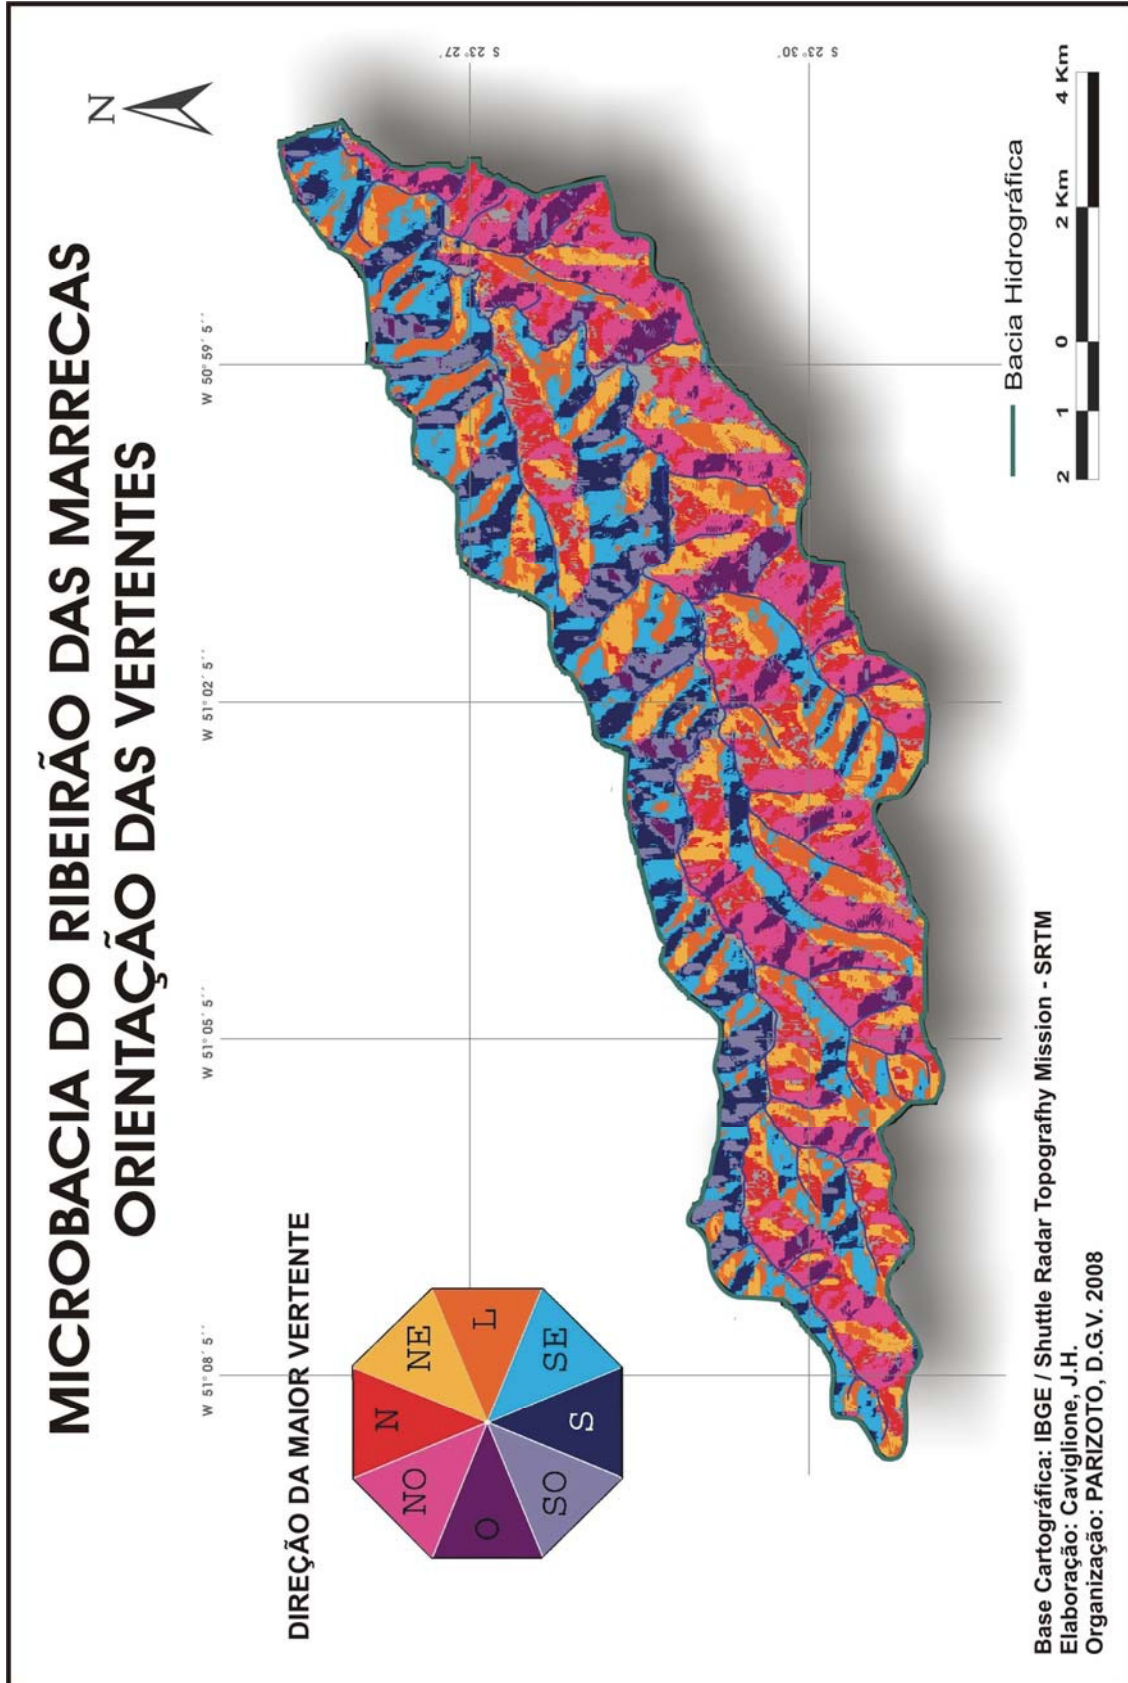 MICROBACIA DO RIBEIRÃO DAS MARRECAS
ORIENTAÇÃO DAS VERTENTES
N
DIREÇÃO DA MAIOR VERTENTE
N
NE
L
SE
S
SO
O
NO
W 51° 08´ 5´´
W 51° 05´ 5´´
W 51° 02´ 5´´
W 50° 59´ 5´´
S 23° 27´
S 23° 30´
Bacia Hidrográfica
2 1 0 2 Km 4 Km
Base Cartográfica: IBGE / Shuttle Radar Topografhy Mission - SRTM
Elaboração: Caviglione, J.H.
Organização: PARIZOTO, D.G.V. 2008